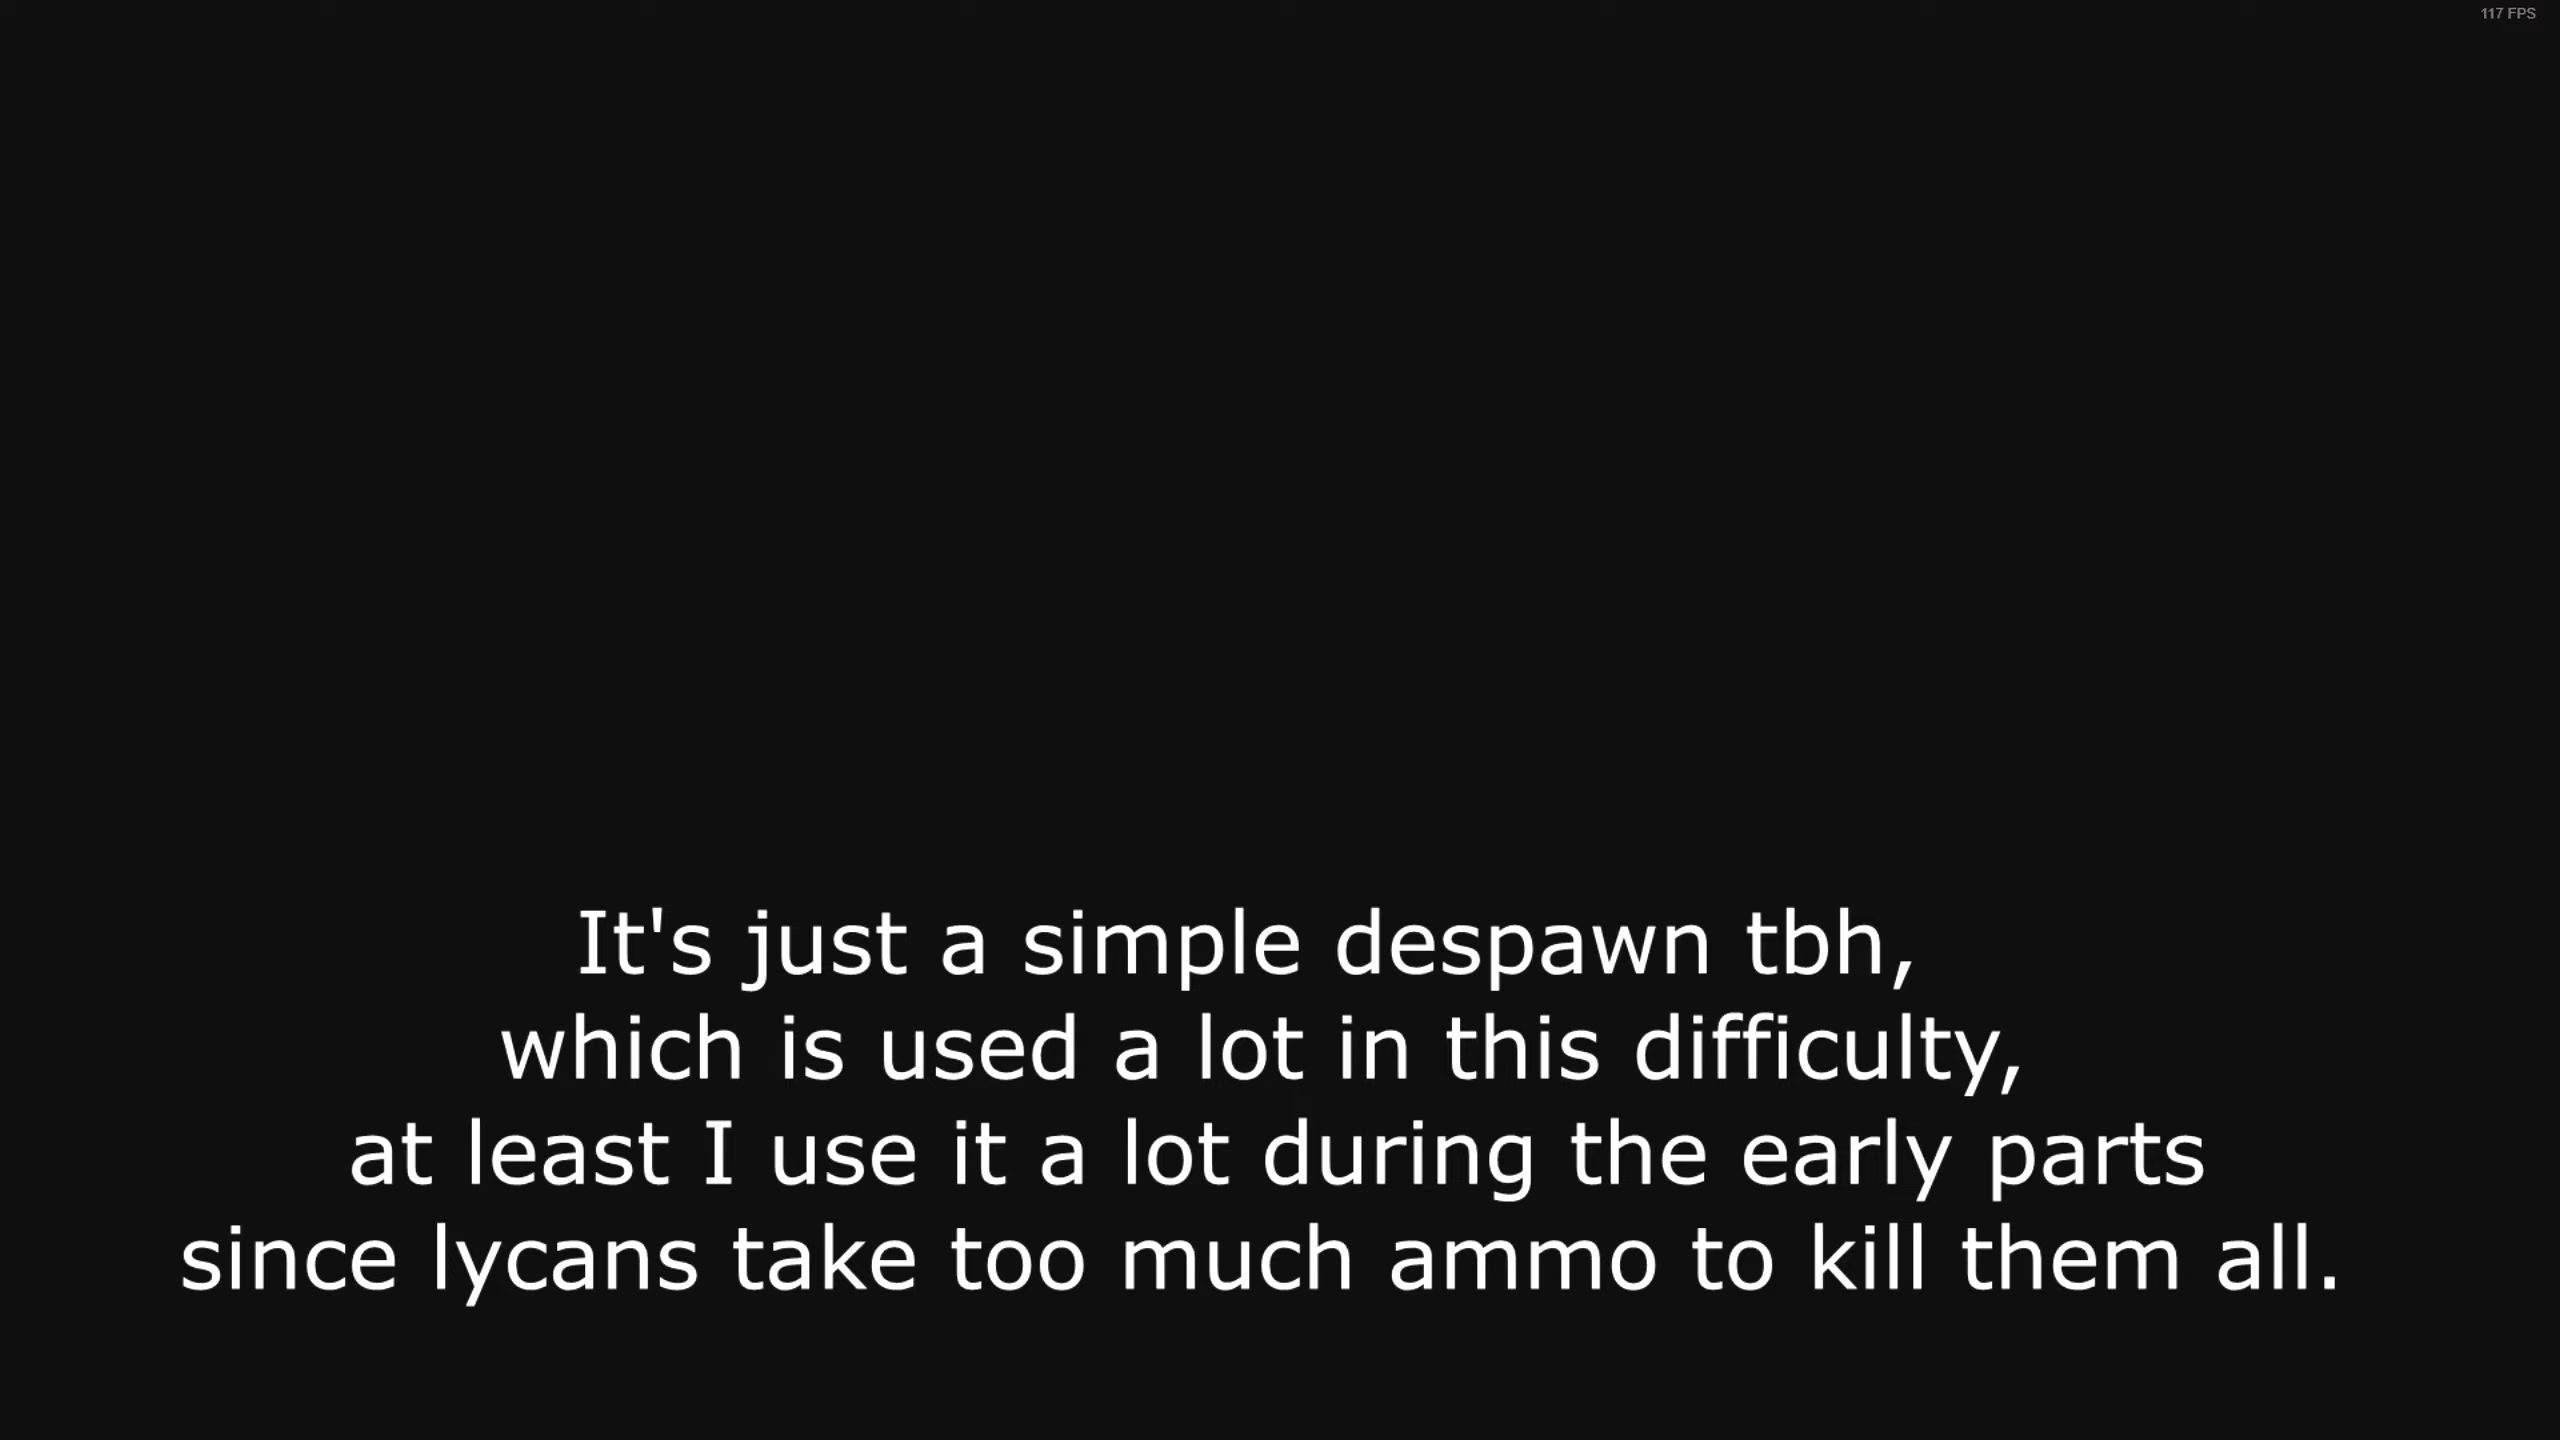 117 FPS
It's just a simple despawn tbh,
which is used a lot in this difficulty,
at least I use it a lot during the early parts
since lycans take too much ammo to kill them all.